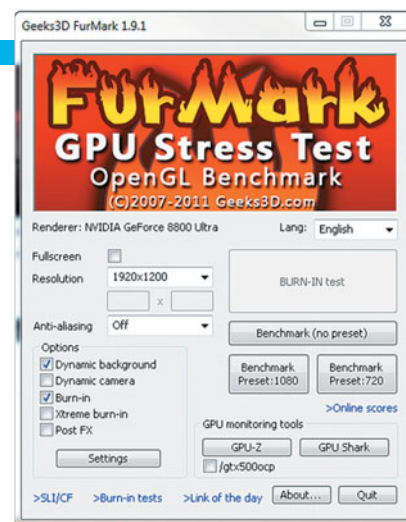 Geeks3D FurMark 1.9.1
FurMark
GPU Stress Test
OpenGL Benchmark
(C)2007-2011 Geeks3D.com
Renderer: NVIDIA GeForce 8800 Ultra
Lang: English
Fullscreen
Resolution 1920x1200
x
BURN-IN test
Anti-aliasing Off
Benchmark (no preset)
Options
Dynamic background
Dynamic camera
Burn-in
Xtreme burn-in
Post FX
Settings
Benchmark
Preset:1080
Benchmark
Preset:720
>Online scores
GPU monitoring tools
GPU-Z
GPU Shark
/gtx500ocp
>SLI/CF >Burn-in tests >Link of the day About... Quit